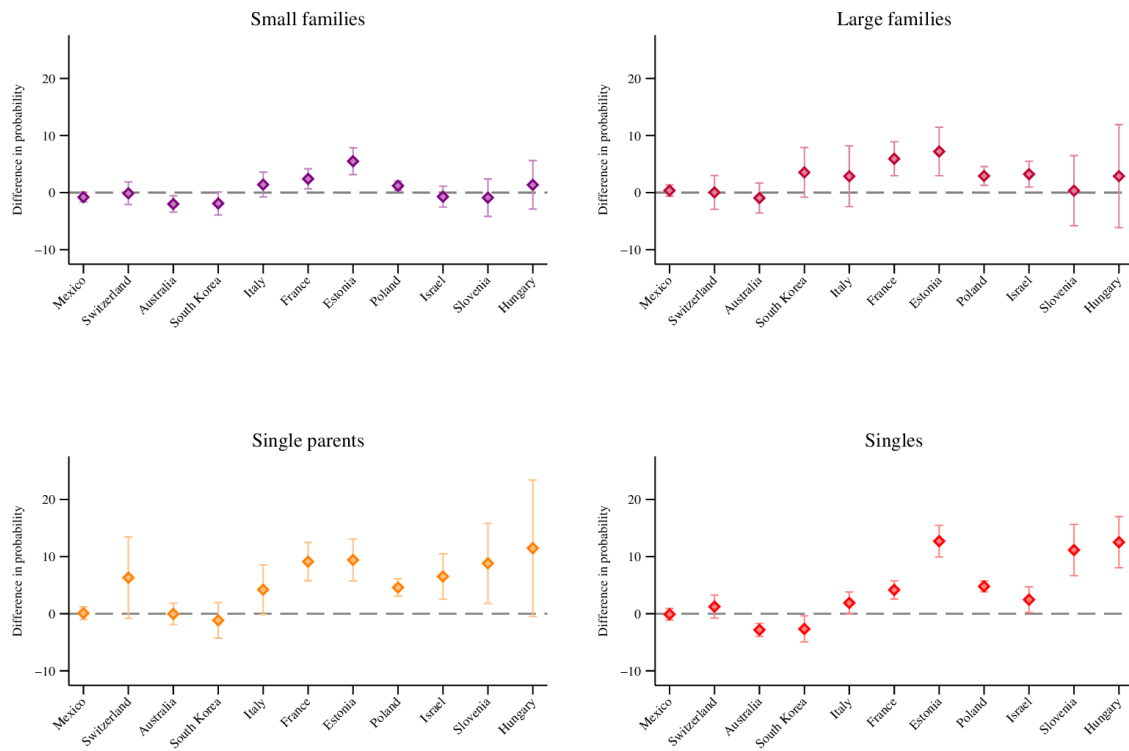 Small families
Difference in probability
20
10
0
−10
Mexico
Switzerland
Australia
South Korea
Italy
France
Estonia
Poland
Israel
Slovenia
Hungary
Large families
Difference in probability
20
10
0
−10
Mexico
Switzerland
Australia
South Korea
Italy
France
Estonia
Poland
Israel
Slovenia
Hungary
Single parents
Difference in probability
20
10
0
−10
Mexico
Switzerland
Australia
South Korea
Italy
France
Estonia
Poland
Israel
Slovenia
Hungary
Singles
Difference in probability
20
10
0
−10
Mexico
Switzerland
Australia
South Korea
Italy
France
Estonia
Poland
Israel
Slovenia
Hungary